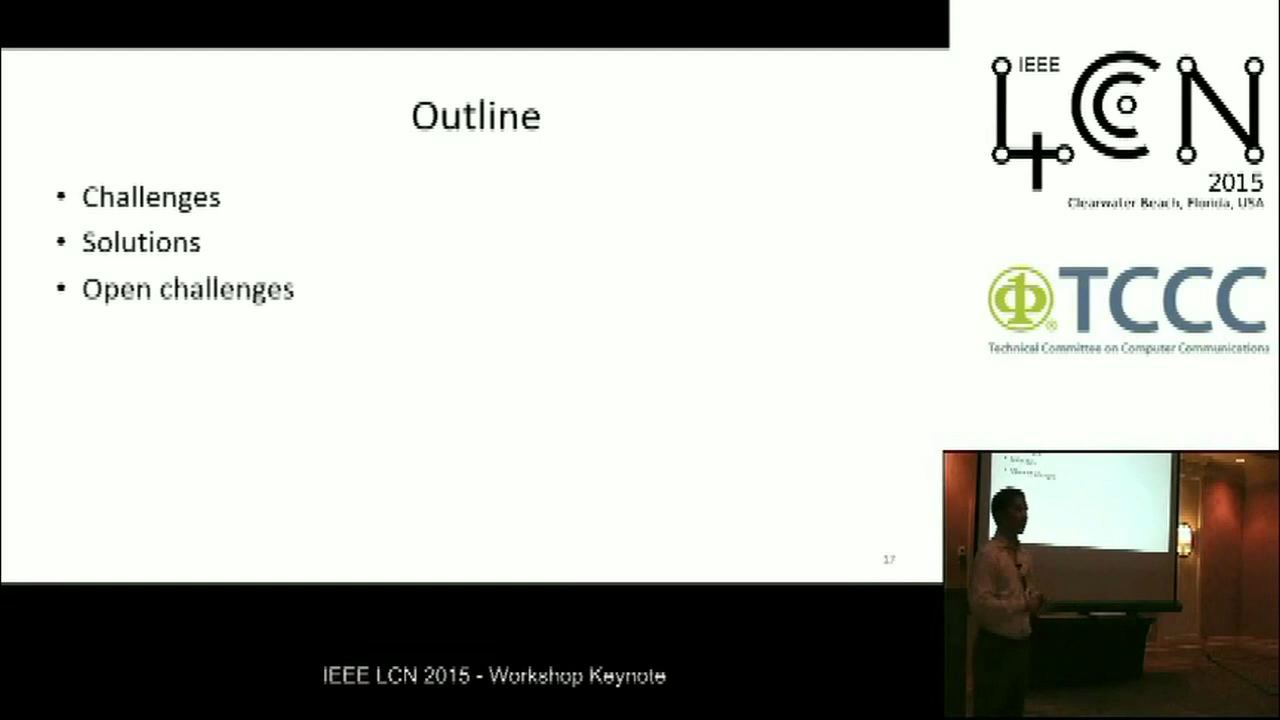 Outline
• Challenges
• Solutions
• Open challenges
17
IEEE
LCN
2015
Clearwater Beach, Florida, USA
TCCC
Technical Committee on Computer Communications
IEEE LCN 2015 - Workshop Keynote